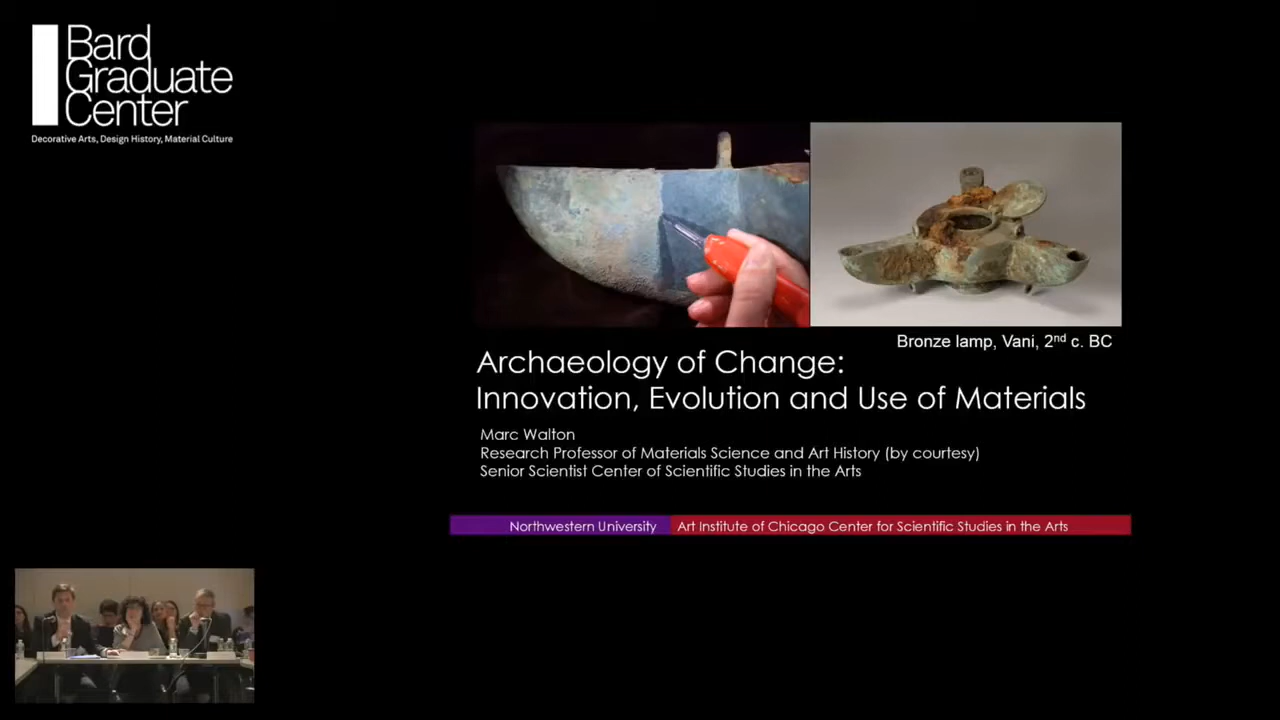 Bard
Graduate
Center
Decorative Arts, Design History, Material Culture
Bronze lamp, Vani, 2nd c. BC
Archaeology of Change:
Innovation, Evolution and Use of Materials
Marc Walton
Research Professor of Materials Science and Art History (by courtesy)
Senior Scientist Center of Scientific Studies in the Arts
Northwestern University Art Institute of Chicago Center for Scientific Studies in the Arts